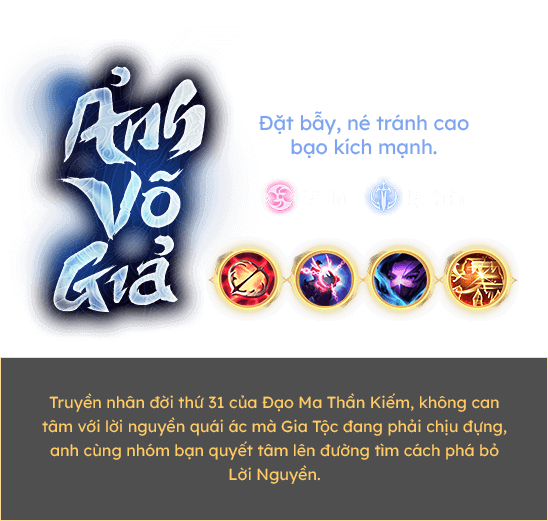 Ảnh
Võ
Giả
Đặt bẫy, né tránh cao
bạo kích mạnh.
Truyền nhân đời thứ 31 của Đạo Ma Thần Kiếm, không can
tâm với lời nguyền quái ác mà Gia Tộc đang phải chịu đựng,
anh cùng nhóm bạn quyết tâm lên đường tìm cách phá bỏ
Lời Nguyền.